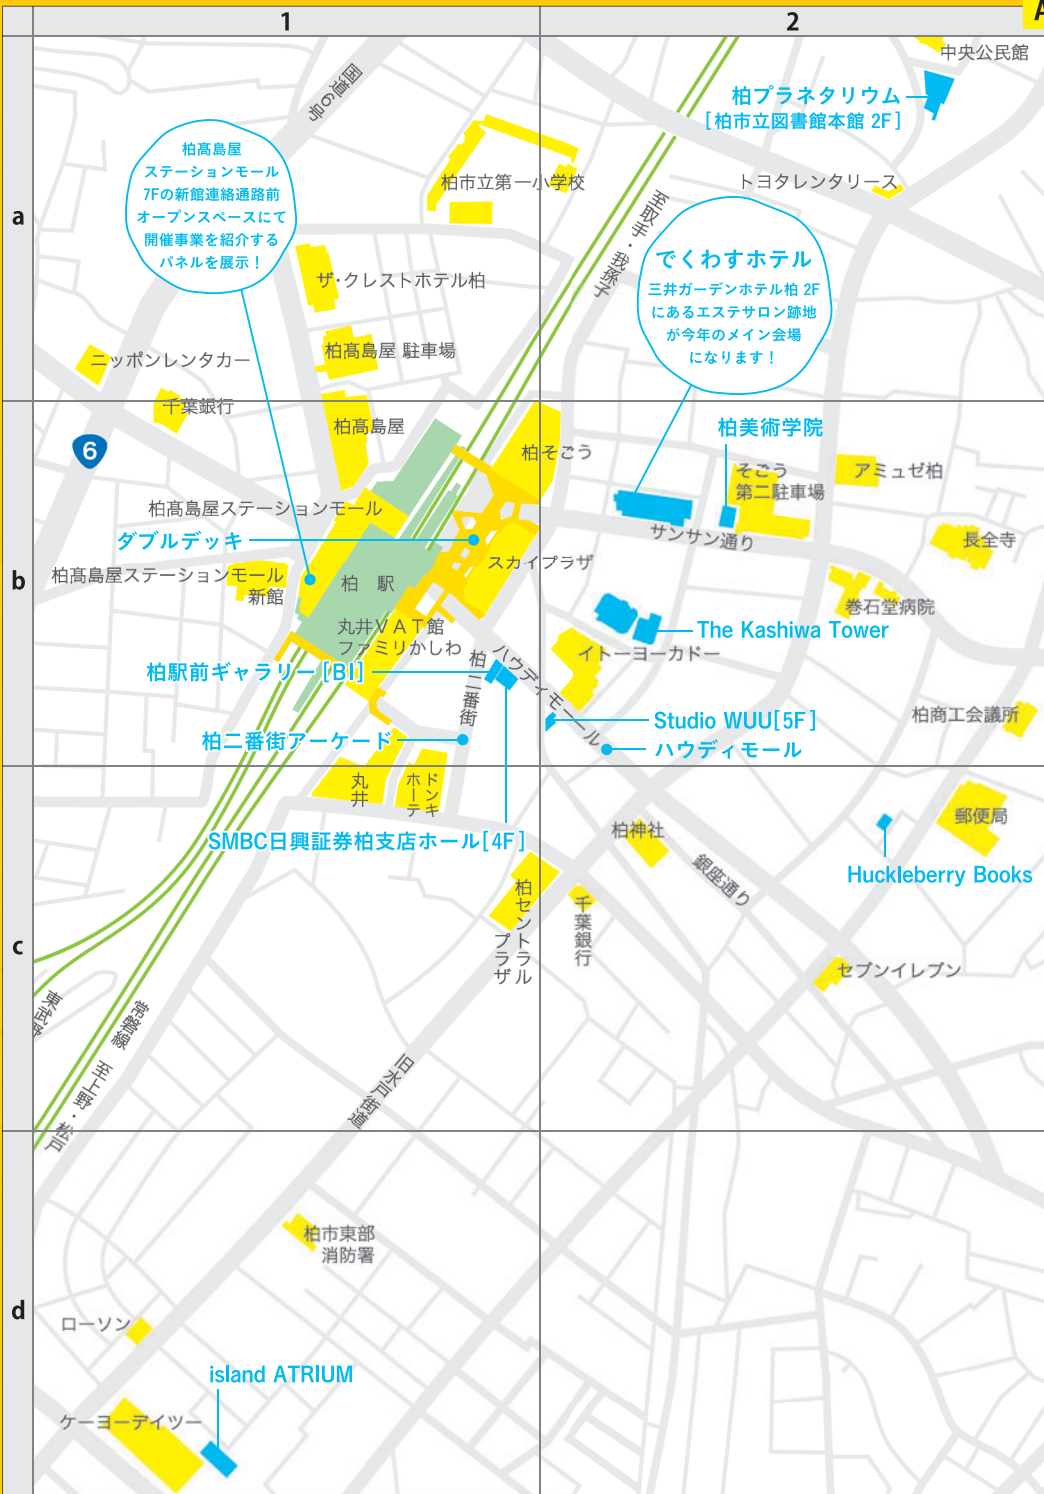 1
2
A
a
b
c
d
中央公民館
柏プラネタリウム
[柏市立図書館本館 2F]
国道6号
柏髙島屋
ステーションモール
7Fの新館連絡通路前
オープンスペースにて
開催事業を紹介する
パネルを展示！
柏市立第一小学校
トヨタレンタリース
至取手・我孫子
でくわすホテル
三井ガーデンホテル柏 2F
にあるエステサロン跡地
が今年のメイン会場
になります！
ザ・クレストホテル柏
柏髙島屋 駐車場
ニッポンレンタカー
千葉銀行
6
柏髙島屋
柏そごう
柏美術学院
そごう
第二駐車場
アミュゼ柏
柏髙島屋ステーションモール
ダブルデッキ
サンサン通り
長全寺
スカイプラザ
柏髙島屋ステーションモール
新館
柏 駅
巻石堂病院
丸井VAT館
ファミリかしわ
The Kashiwa Tower
イトーヨーカドー
ハウディモール
柏駅前ギャラリー[B1]
柏二番街
柏商工会議所
Studio WUU[5F]
ハウディモール
柏二番街アーケード
丸井
ドンキ
ホーテ
SMBC日興証券柏支店ホール[4F]
柏神社
郵便局
Huckleberry Books
銀座通り
柏セントラル
プラザ
千葉銀行
セブンイレブン
東武野
常磐線 至上野・松戸
旧水戸街道
柏市東部
消防署
ローソン
island ATRIUM
ケーヨーデイツー